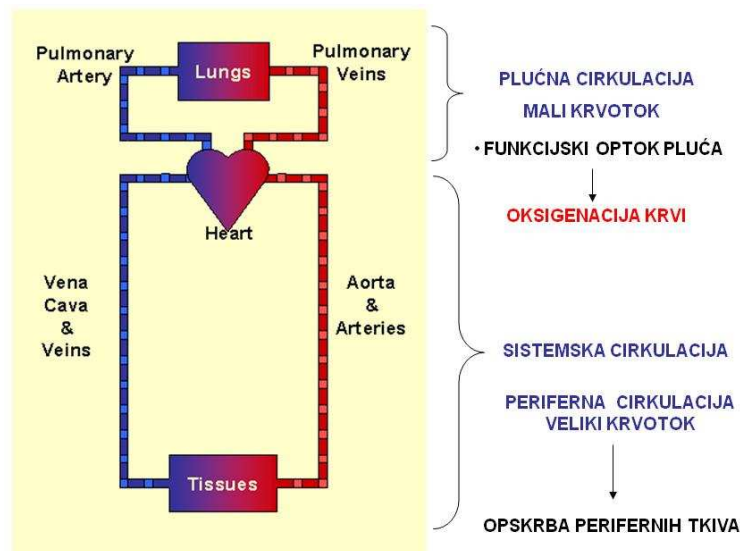 Pulmonary
Artery
Lungs
Pulmonary
Veins
Heart
Vena
Cava
&
Veins
Aorta
&
Arteries
Tissues
PLUĆNA CIRKULACIJA
MALI KRVOTOK
• FUNKCIJSKI OPTOK PLUĆA
OKSIGENACIJA KRVI
SISTEMSKA CIRKULACIJA
PERIFERNA CIRKULACIJA
VELIKI KRVOTOK
OPSKRBA PERIFERNIH TKIVA